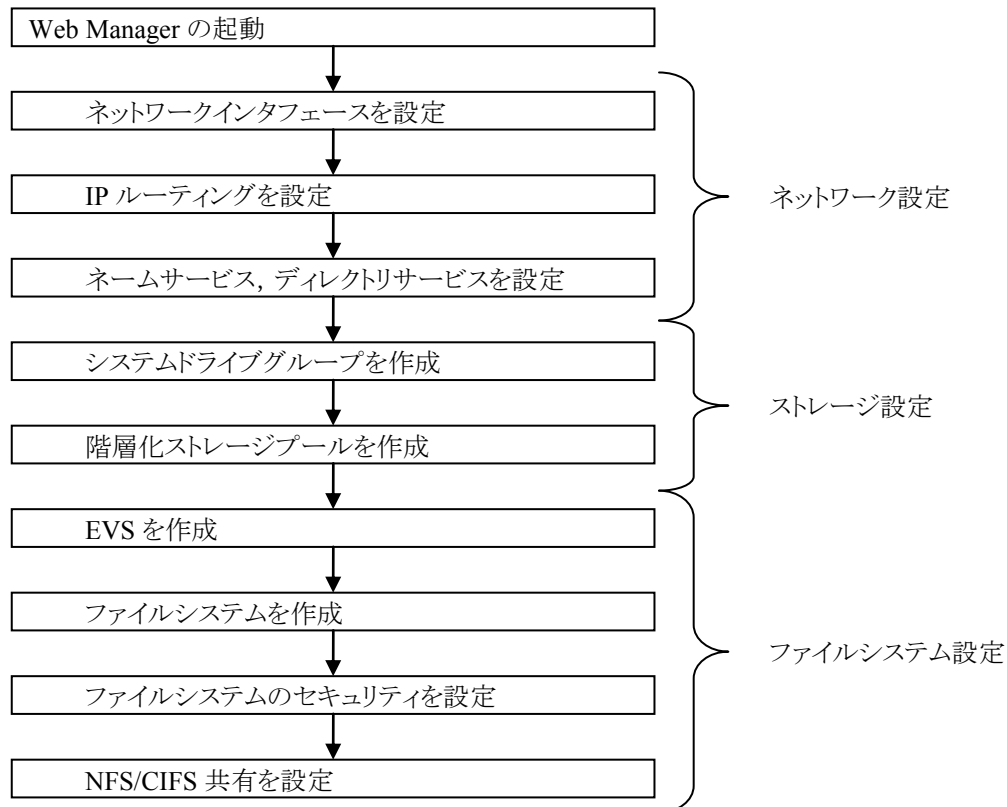 Web Manager の起動
ネットワークインタフェースを設定
IP ルーティングを設定
ネームサービス, ディレクトリサービスを設定
ネットワーク設定
システムドライブグループを作成
階層化ストレージプールを作成
ストレージ設定
EVS を作成
ファイルシステムを作成
ファイルシステムのセキュリティを設定
NFS/CIFS 共有を設定
ファイルシステム設定